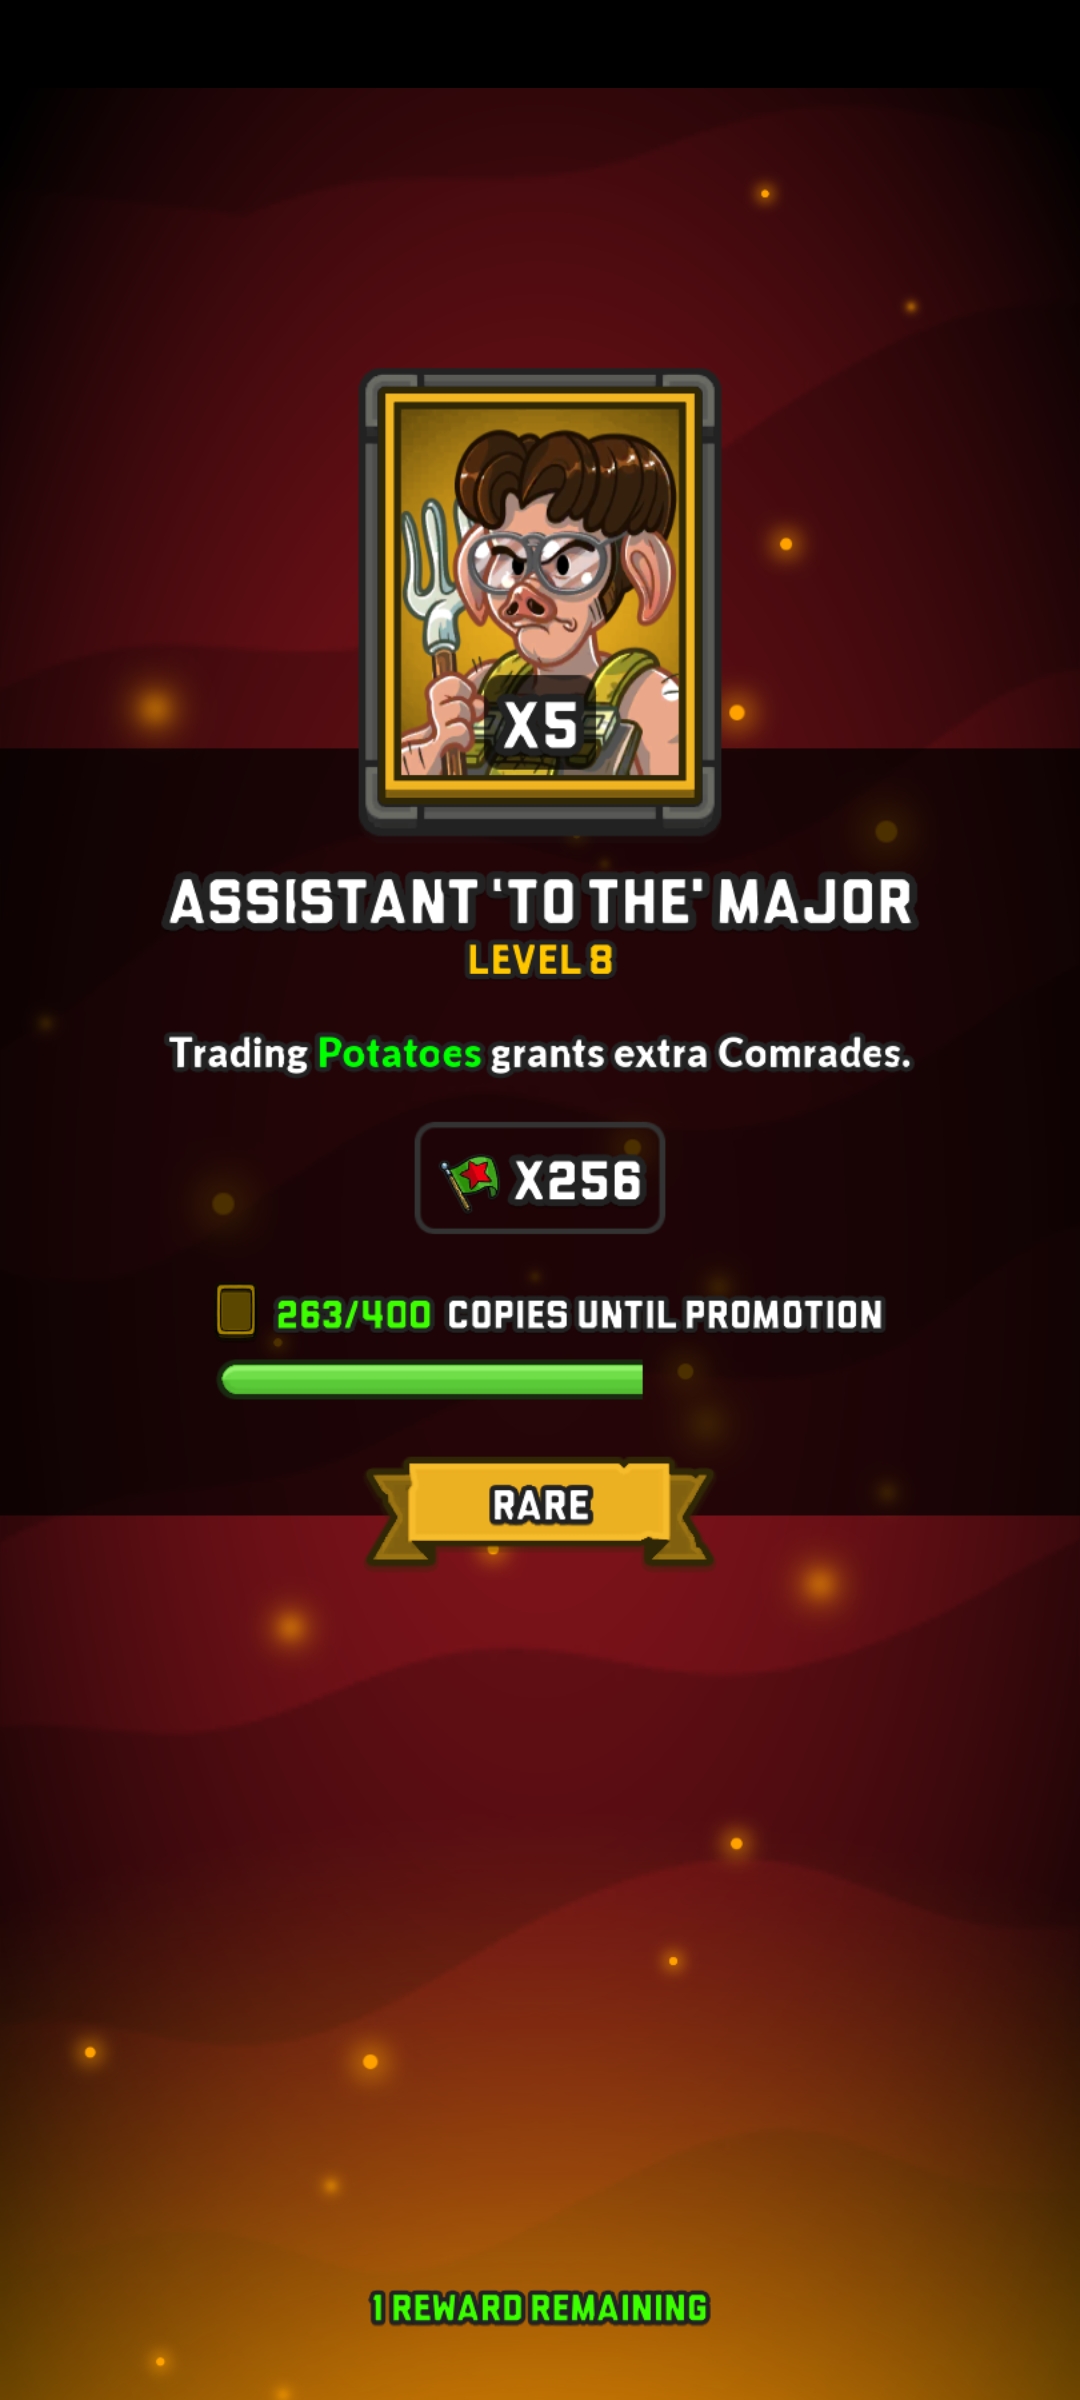 X5
ASSISTANT 'TO THE' MAJOR
LEVEL 8
Trading Potatoes grants extra Comrades.
X256
263/400 COPIES UNTIL PROMOTION
RARE
1 REWARD REMAINING